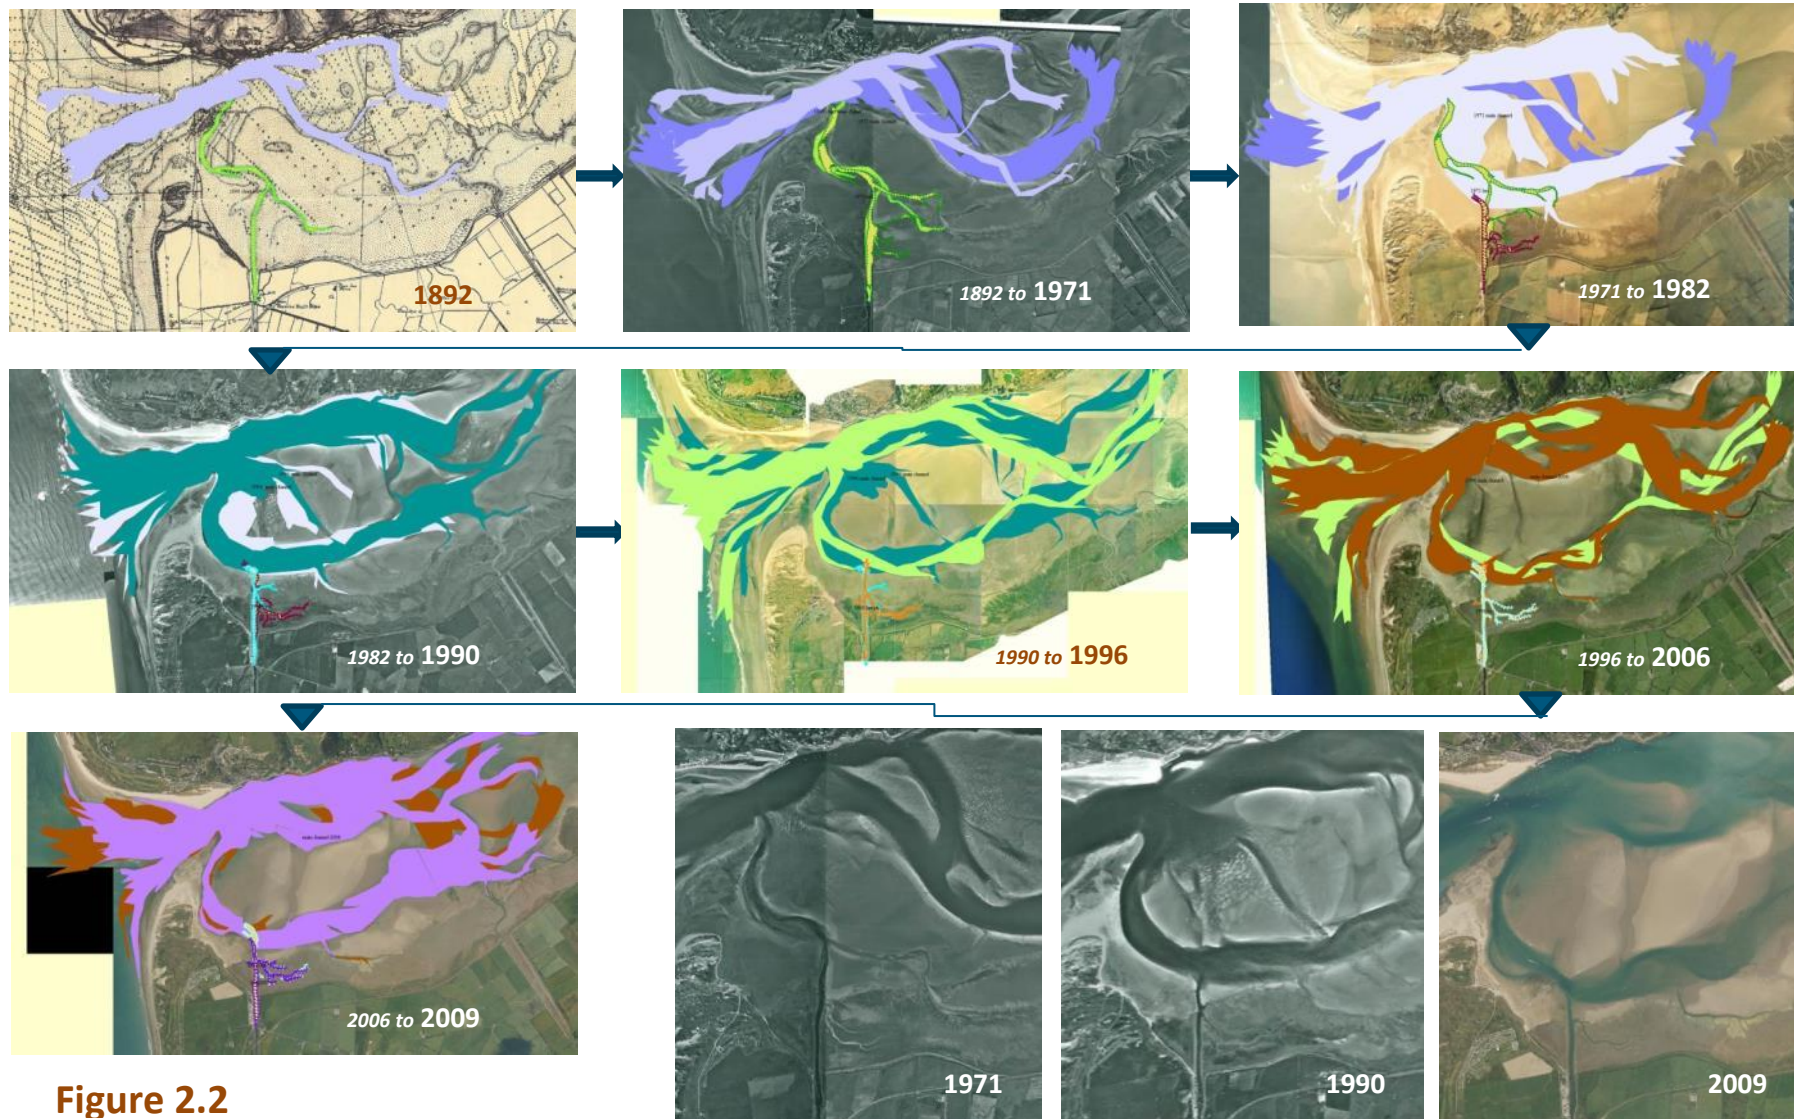 1892
1892 to 1971
1971 to 1982
1982 to 1990
1990 to 1996
1996 to 2006
2006 to 2009
1971
1990
2009
Figure 2.2